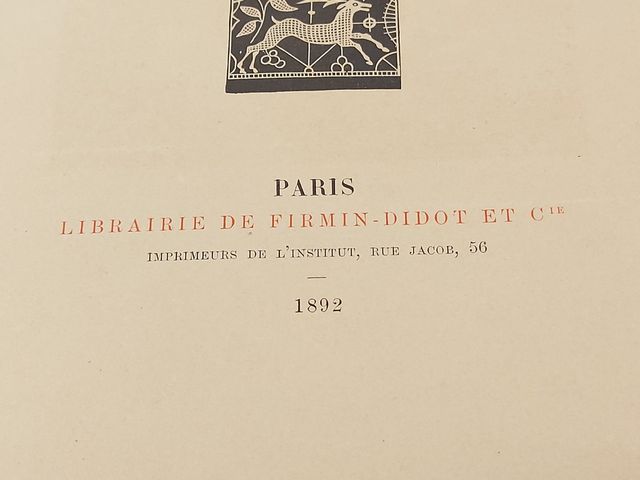 PARIS
LIBRAIRIE DE FIRMIN-DIDOT ET CIE
IMPRIMEURS DE L'INSTITUT, RUE JACOB, 56
1892